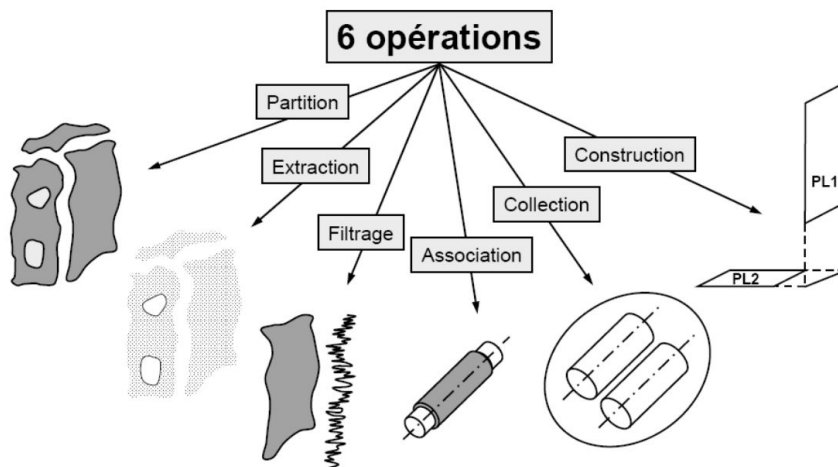 6 opérations
Partition
Extraction
Filtrage
Association
Collection
Construction
PL1
PL2